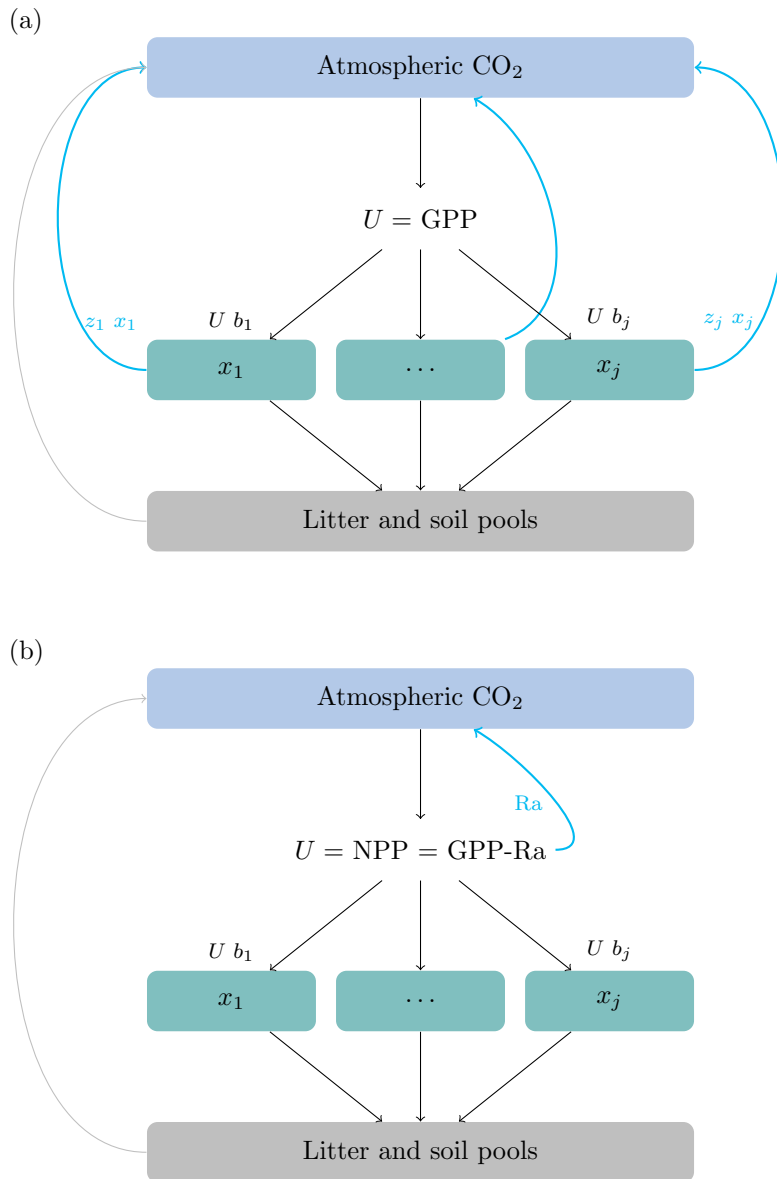 (a)
Atmospheric CO₂
U = GPP
z₁ x₁
U b₁
U bⱼ
zⱼ xⱼ
x₁
...
xⱼ
Litter and soil pools
(b)
Atmospheric CO₂
Ra
U = NPP = GPP-Ra
U b₁
U bⱼ
x₁
...
xⱼ
Litter and soil pools